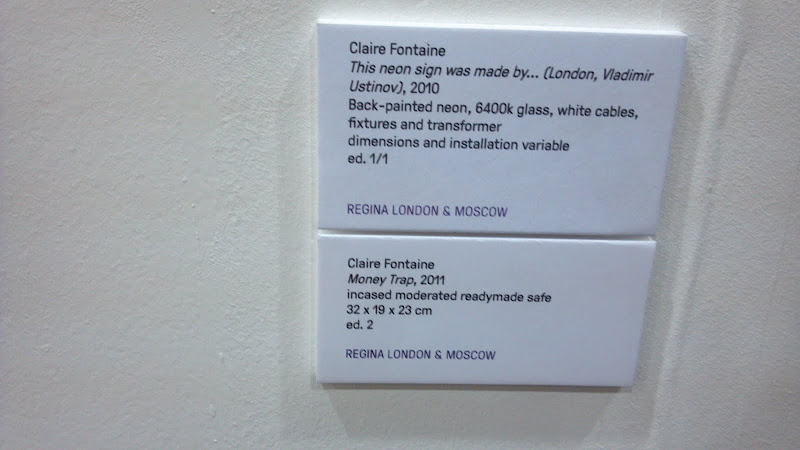 Claire Fontaine
This neon sign was made by... (London, Vladimir
Ustinov), 2010
Back-painted neon, 6400k glass, white cables,
fixtures and transformer
dimensions and installation variable
ed. 1/1
REGINA LONDON & MOSCOW
Claire Fontaine
Money Trap, 2011
incased moderated readymade safe
32 x 19 x 23 cm
ed. 2
REGINA LONDON & MOSCOW